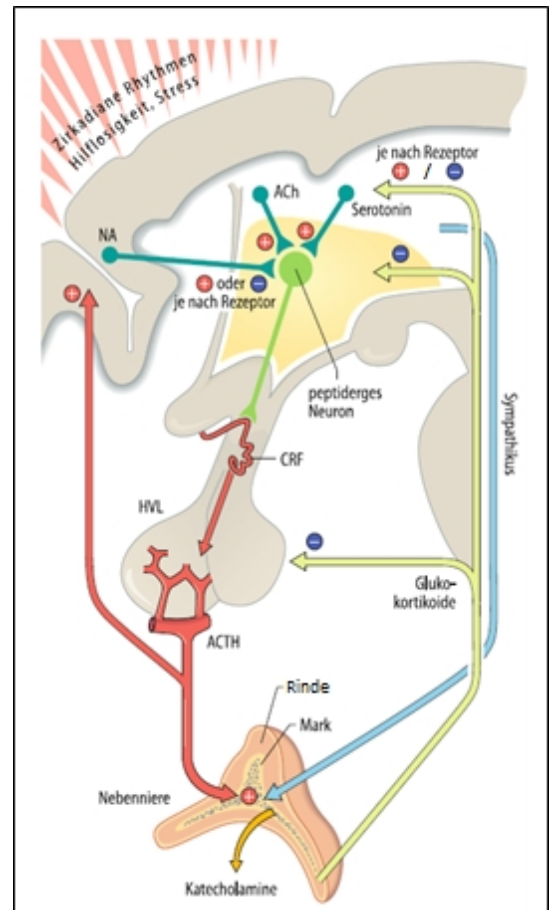 Zirkadiane Rhythmen
Hilflosigkeit, Stress
je nach Rezeptor
+ / −
ACh
Serotonin
NA
+
+
−
+
+ oder −
je nach Rezeptor
peptiderges
Neuron
Sympathikus
CRF
HVL
−
Gluko-
kortikoide
ACTH
Rinde
Mark
Nebenniere
+
Katecholamine